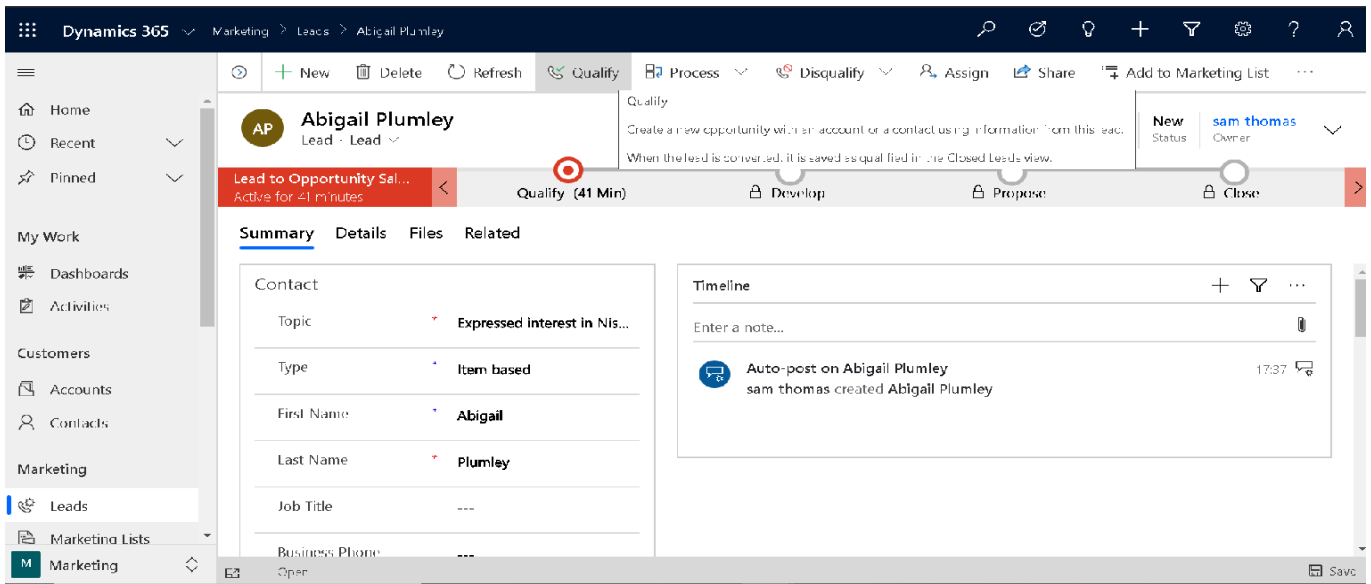 Dynamics 365 Marketing > Leads > Abigail Plumley
New Delete Refresh Qualify Process Disqualify Assign Share Add to Marketing List ...
Home
Recent
Pinned
My Work
Dashboards
Activities
Customers
Accounts
Contacts
Marketing
Leads
Marketing Lists
M Marketing
AP Abigail Plumley
Lead · Lead
Qualify
Create a new opportunity with an account or a contact using information from this lead.
When the lead is converted, it is saved as qualified in the Closed Leads view.
New
Status
sam thomas
Owner
Lead to Opportunity Sal...
Active for 41 minutes
Qualify (41 Min) Develop Propose Close
Summary Details Files Related
Contact
Topic * Expressed interest in Nis...
Type * Item based
First Name * Abigail
Last Name * Plumley
Job Title ---
Business Phone ---
Timeline
Enter a note...
Auto-post on Abigail Plumley 17:37
sam thomas created Abigail Plumley
Open Save